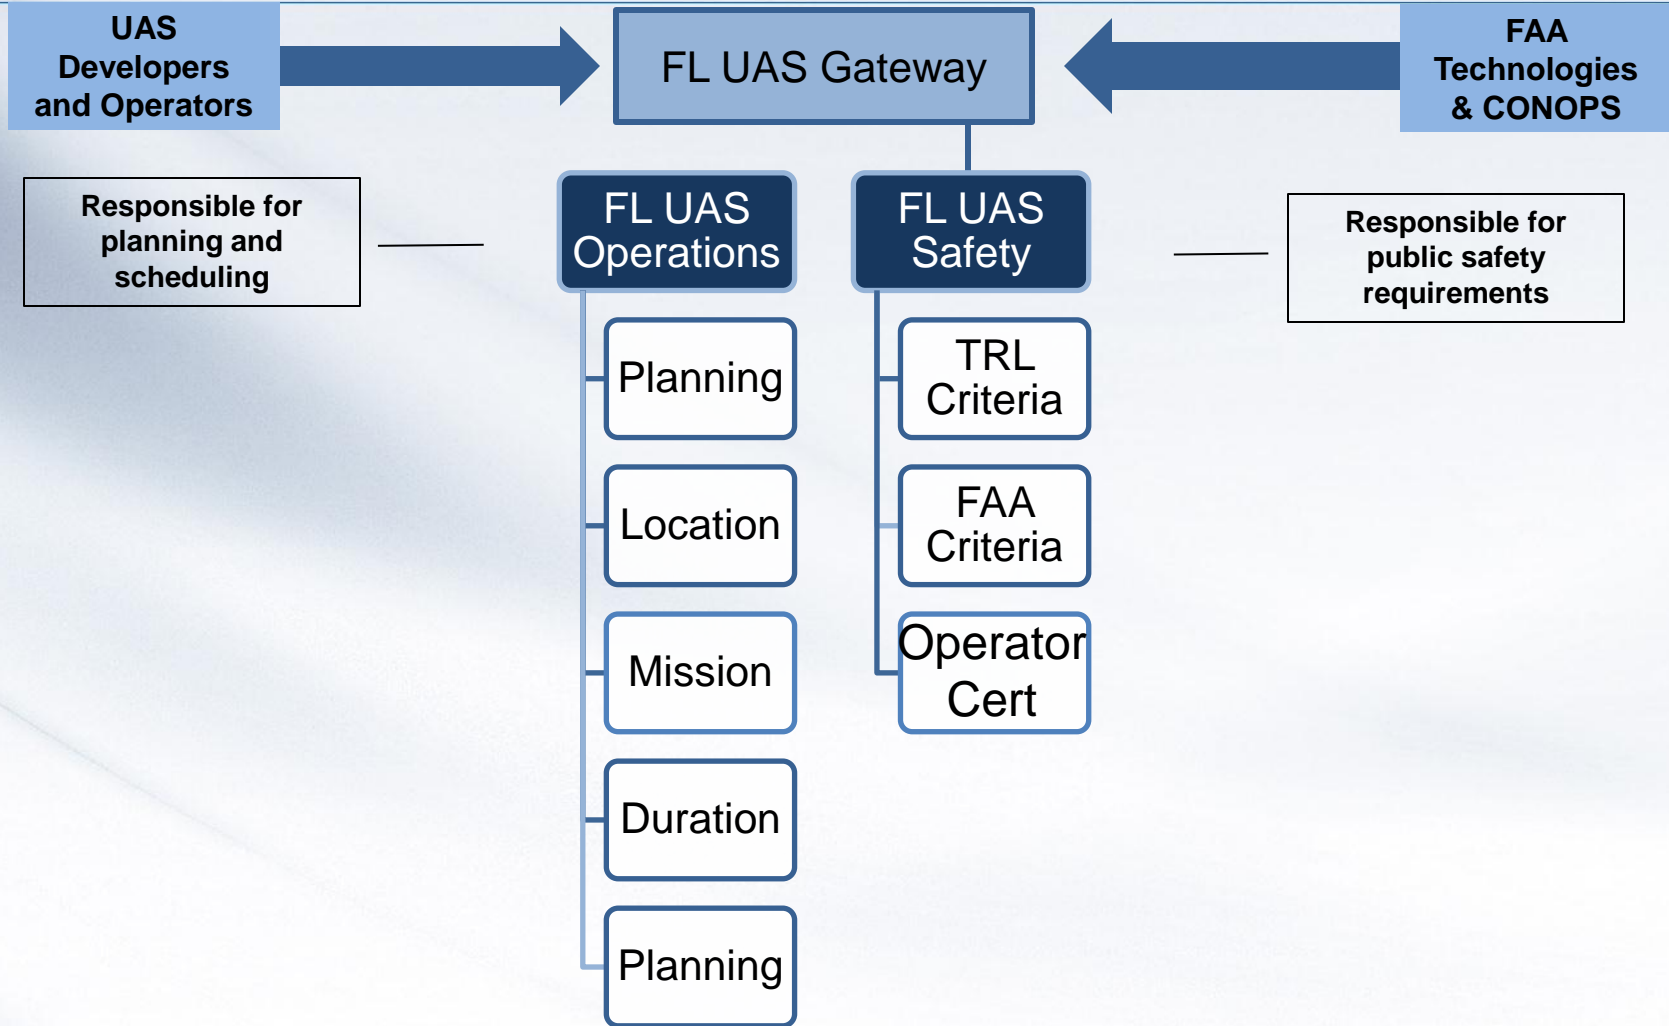 UAS
Developers
and Operators
FL UAS Gateway
FAA
Technologies
& CONOPS
Responsible for
planning and
scheduling
FL UAS
Operations
FL UAS
Safety
Responsible for
public safety
requirements
Planning
Location
Mission
Duration
Planning
TRL
Criteria
FAA
Criteria
Operator
Cert